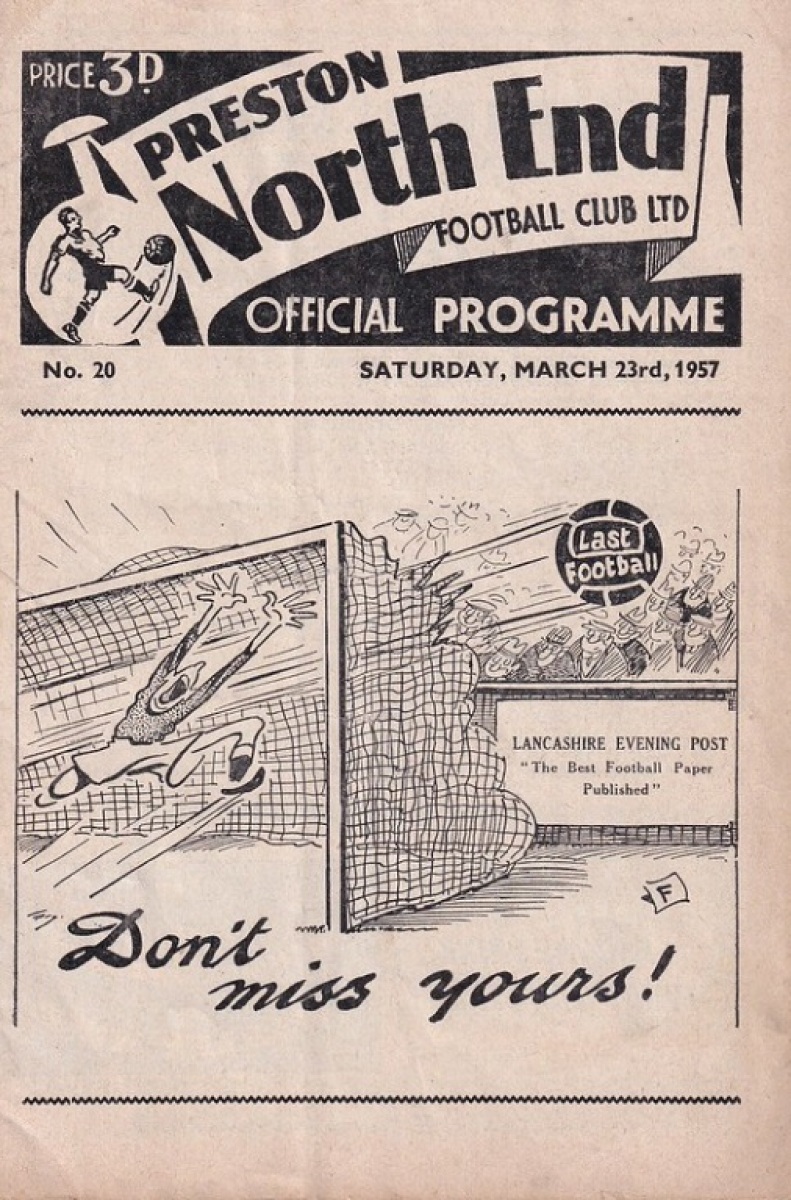 PRICE 3D.
PRESTON
North End
FOOTBALL CLUB LTD
OFFICIAL PROGRAMME
No. 20
SATURDAY, MARCH 23rd, 1957
Last
Football
LANCASHIRE EVENING POST
"The Best Football Paper
Published"
F
Don't
miss yours!